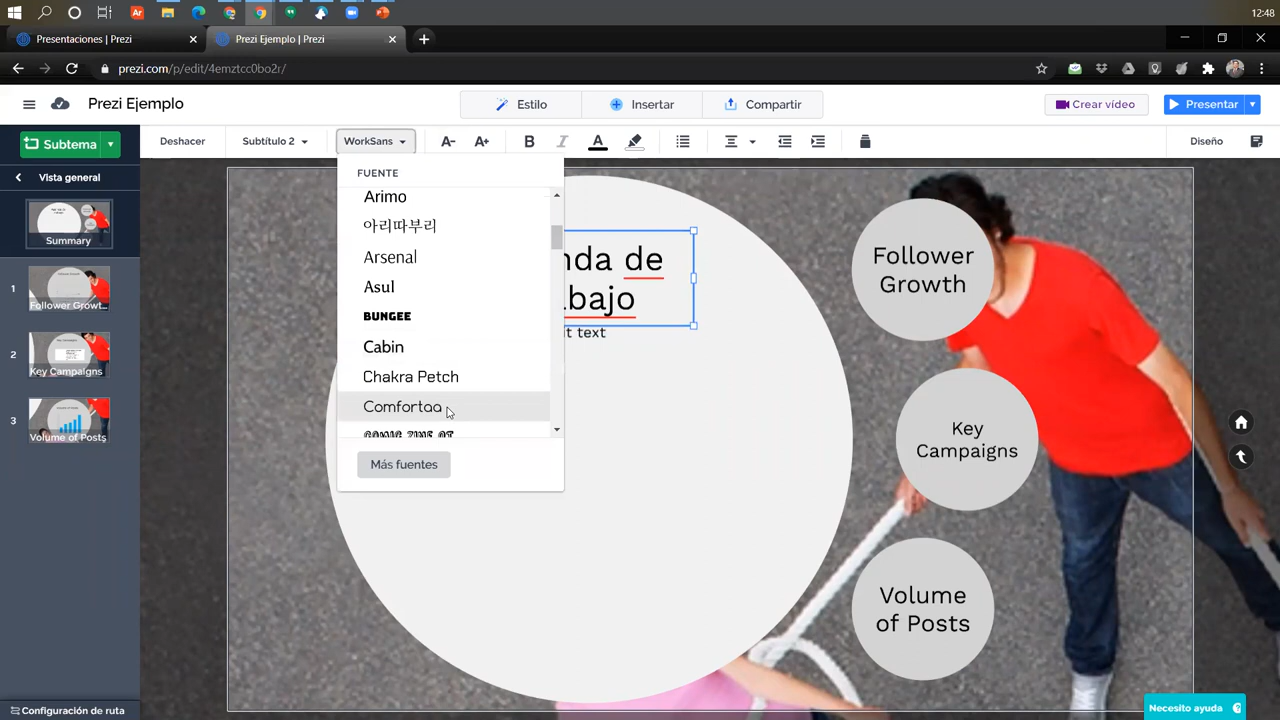 12:48
Presentaciones | Prezi
Prezi Ejemplo | Prezi
prezi.com/p/edit/4emztcc0bo2r/
Prezi Ejemplo
Estilo
Insertar
Compartir
Crear vídeo
Presentar
Subtema
Deshacer
Subtítulo 2
WorkSans
A-
A+
B
I
A
Diseño
Vista general
Summary
1
Follower Growt...
2
Key Campaigns
3
Volume of Posts
Configuración de ruta
FUENTE
Arimo
아리따부리
Arsenal
Asul
BUNGEE
Cabin
Chakra Petch
Comfortaa
Más fuentes
nda de
bajo
t text
Follower
Growth
Key
Campaigns
Volume
of Posts
Necesito ayuda